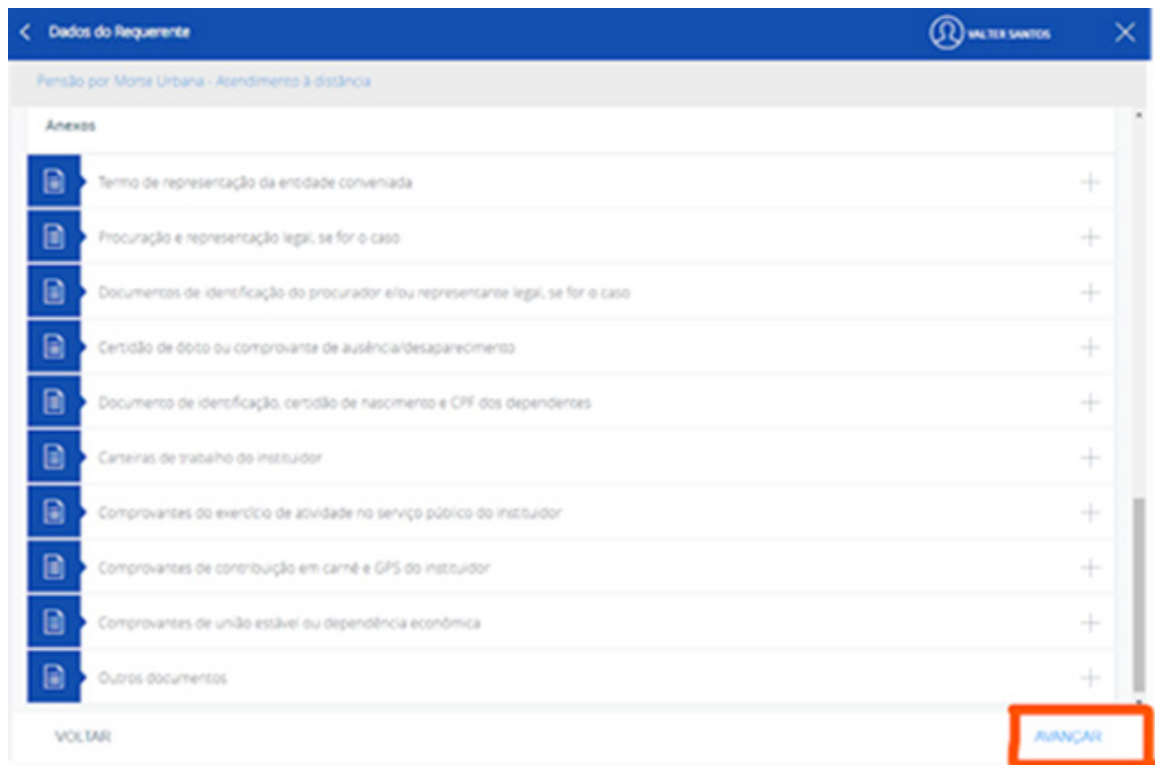 Dados do Requerente
VALTER SANTOS
Pensão por Morte Urbana - Atendimento à distância
Anexos
Termo de representação da entidade conveniada
Procuração e representação legal, se for o caso
Documentos de identificação do procurador e/ou representante legal, se for o caso
Certidão de óbito ou comprovante de ausência/desaparecimento
Documento de identificação, certidão de nascimento e CPF dos dependentes
Carteiras de trabalho do instituidor
Comprovantes do exercício de atividade no serviço público do instituidor
Comprovantes de contribuição em carnê e GPS do instituidor
Comprovantes de união estável ou dependência econômica
Outros documentos
VOLTAR
AVANÇAR